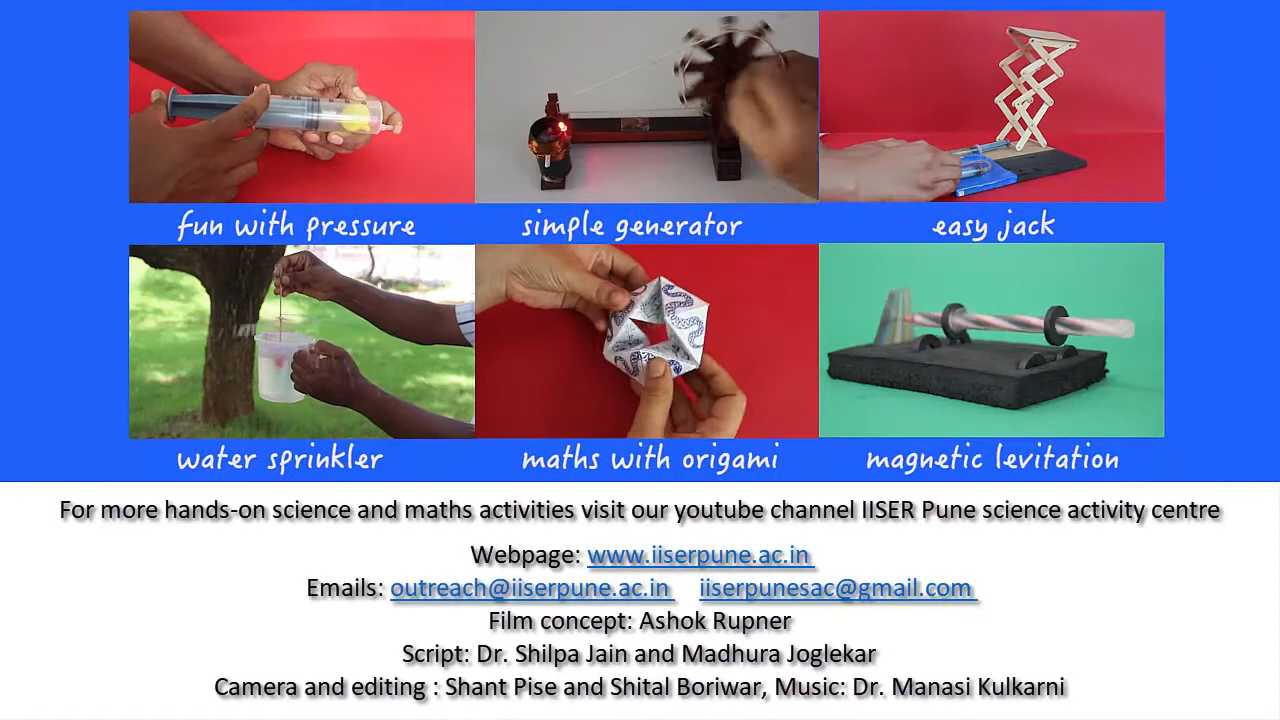 fun with pressure
simple generator
easy jack
water sprinkler
maths with origami
magnetic levitation
For more hands-on science and maths activities visit our youtube channel IISER Pune science activity centre
Webpage: www.iiserpune.ac.in
Emails: outreach@iiserpune.ac.in iiserpunesac@gmail.com
Film concept: Ashok Rupner
Script: Dr. Shilpa Jain and Madhura Joglekar
Camera and editing : Shant Pise and Shital Boriwar, Music: Dr. Manasi Kulkarni